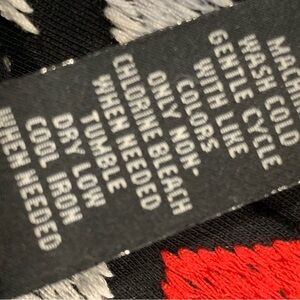 MACHI
WASH COLD
GENTLE CYCLE
WITH LIKE
COLORS
ONLY NON-
CHLORINE BLEACH
WHEN NEEDED
TUMBLE
DRY LOW
COOL IRON
WHEN NEEDED